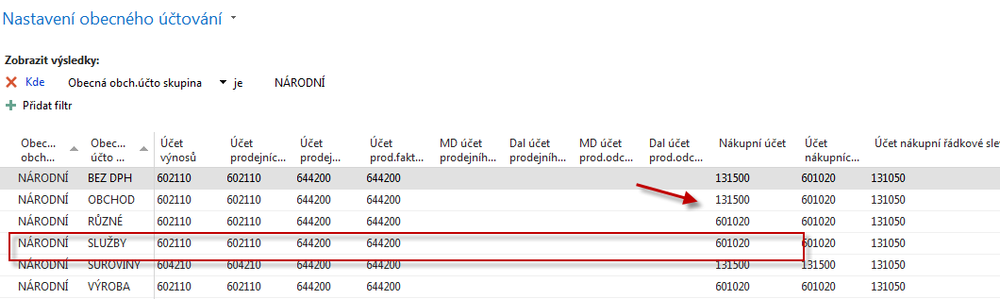 Nastavení obecného účtování
Zobrazit výsledky:
Kde Obecná obch.účto skupina je NÁRODNÍ
Přidat filtr
Obec... Obec... Účet Účet Účet Účet MD účet Dal účet MD účet Dal účet Nákupní účet Účet Účet nákupní řádkové sle
obch... účto ... výnosů prodejníc... prodej... prod.fakt... prodejníh... prodejníh... prod.odc... prod.odc... nákupníc...
NÁRODNÍ BEZ DPH 602110 602110 644200 644200 131500 601020 131050
NÁRODNÍ OBCHOD 602110 602110 644200 644200 131500 601020 131050
NÁRODNÍ RŮZNÉ 602110 602110 644200 644200 601020 601020 131050
NÁRODNÍ SLUŽBY 602110 602110 644200 644200 601020 601020 131050
NÁRODNÍ SUROVINY 604210 604210 644200 644200 131500 131500 131050
NÁRODNÍ VÝROBA 602110 602110 644200 644200 601020 601020 131050